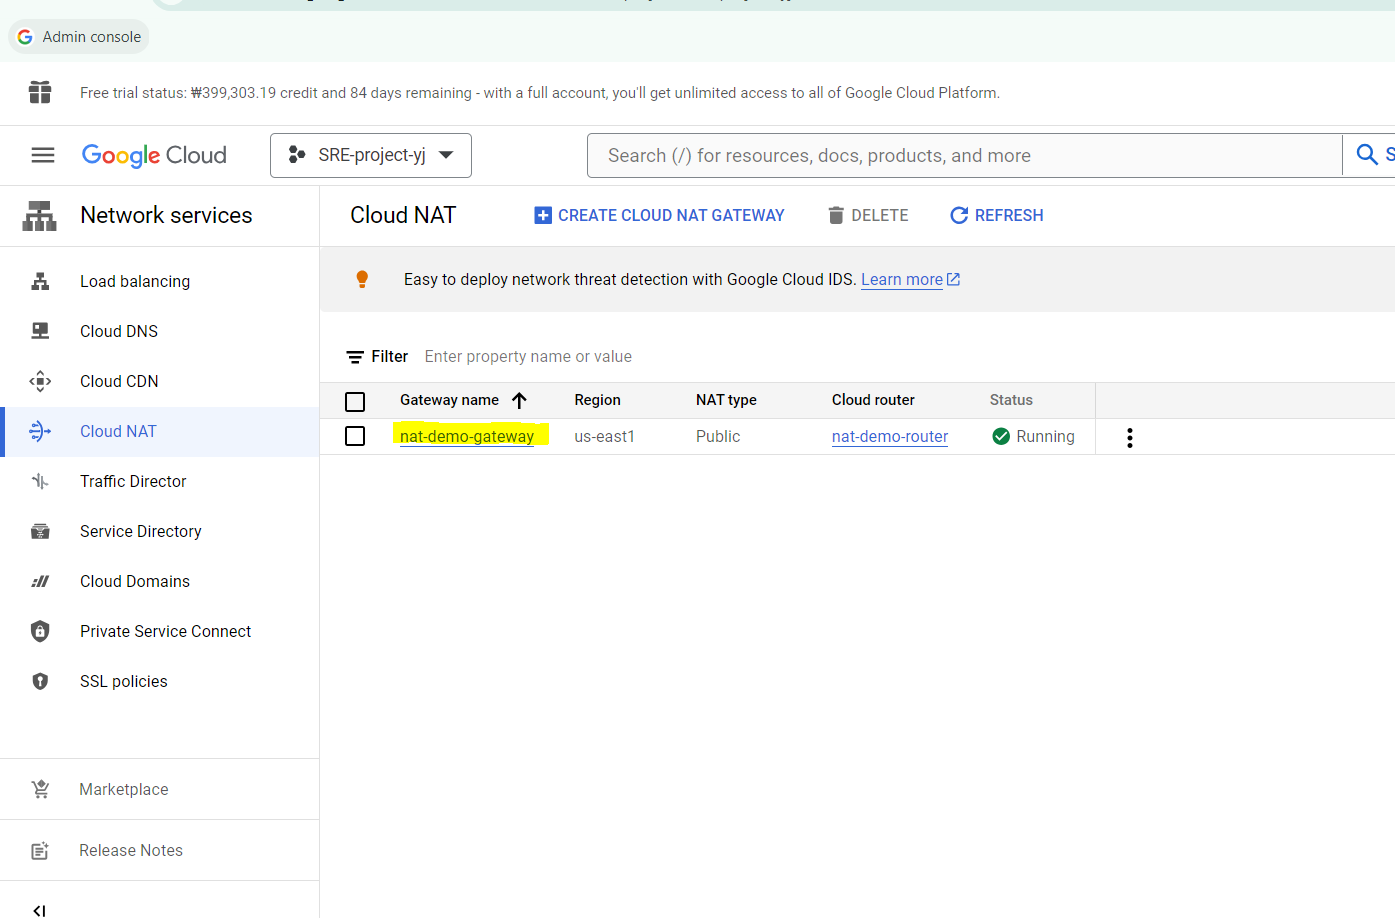 Admin console
Free trial status: ₩399,303.19 credit and 84 days remaining - with a full account, you'll get unlimited access to all of Google Cloud Platform.
Google Cloud
SRE-project-yj
Search (/) for resources, docs, products, and more
S
Network services
Cloud NAT
CREATE CLOUD NAT GATEWAY
DELETE
REFRESH
Load balancing
Cloud DNS
Cloud CDN
Cloud NAT
Traffic Director
Service Directory
Cloud Domains
Private Service Connect
SSL policies
Marketplace
Release Notes
Easy to deploy network threat detection with Google Cloud IDS. Learn more
Filter Enter property name or value
Gateway name Region NAT type Cloud router Status
nat-demo-gateway us-east1 Public nat-demo-router Running